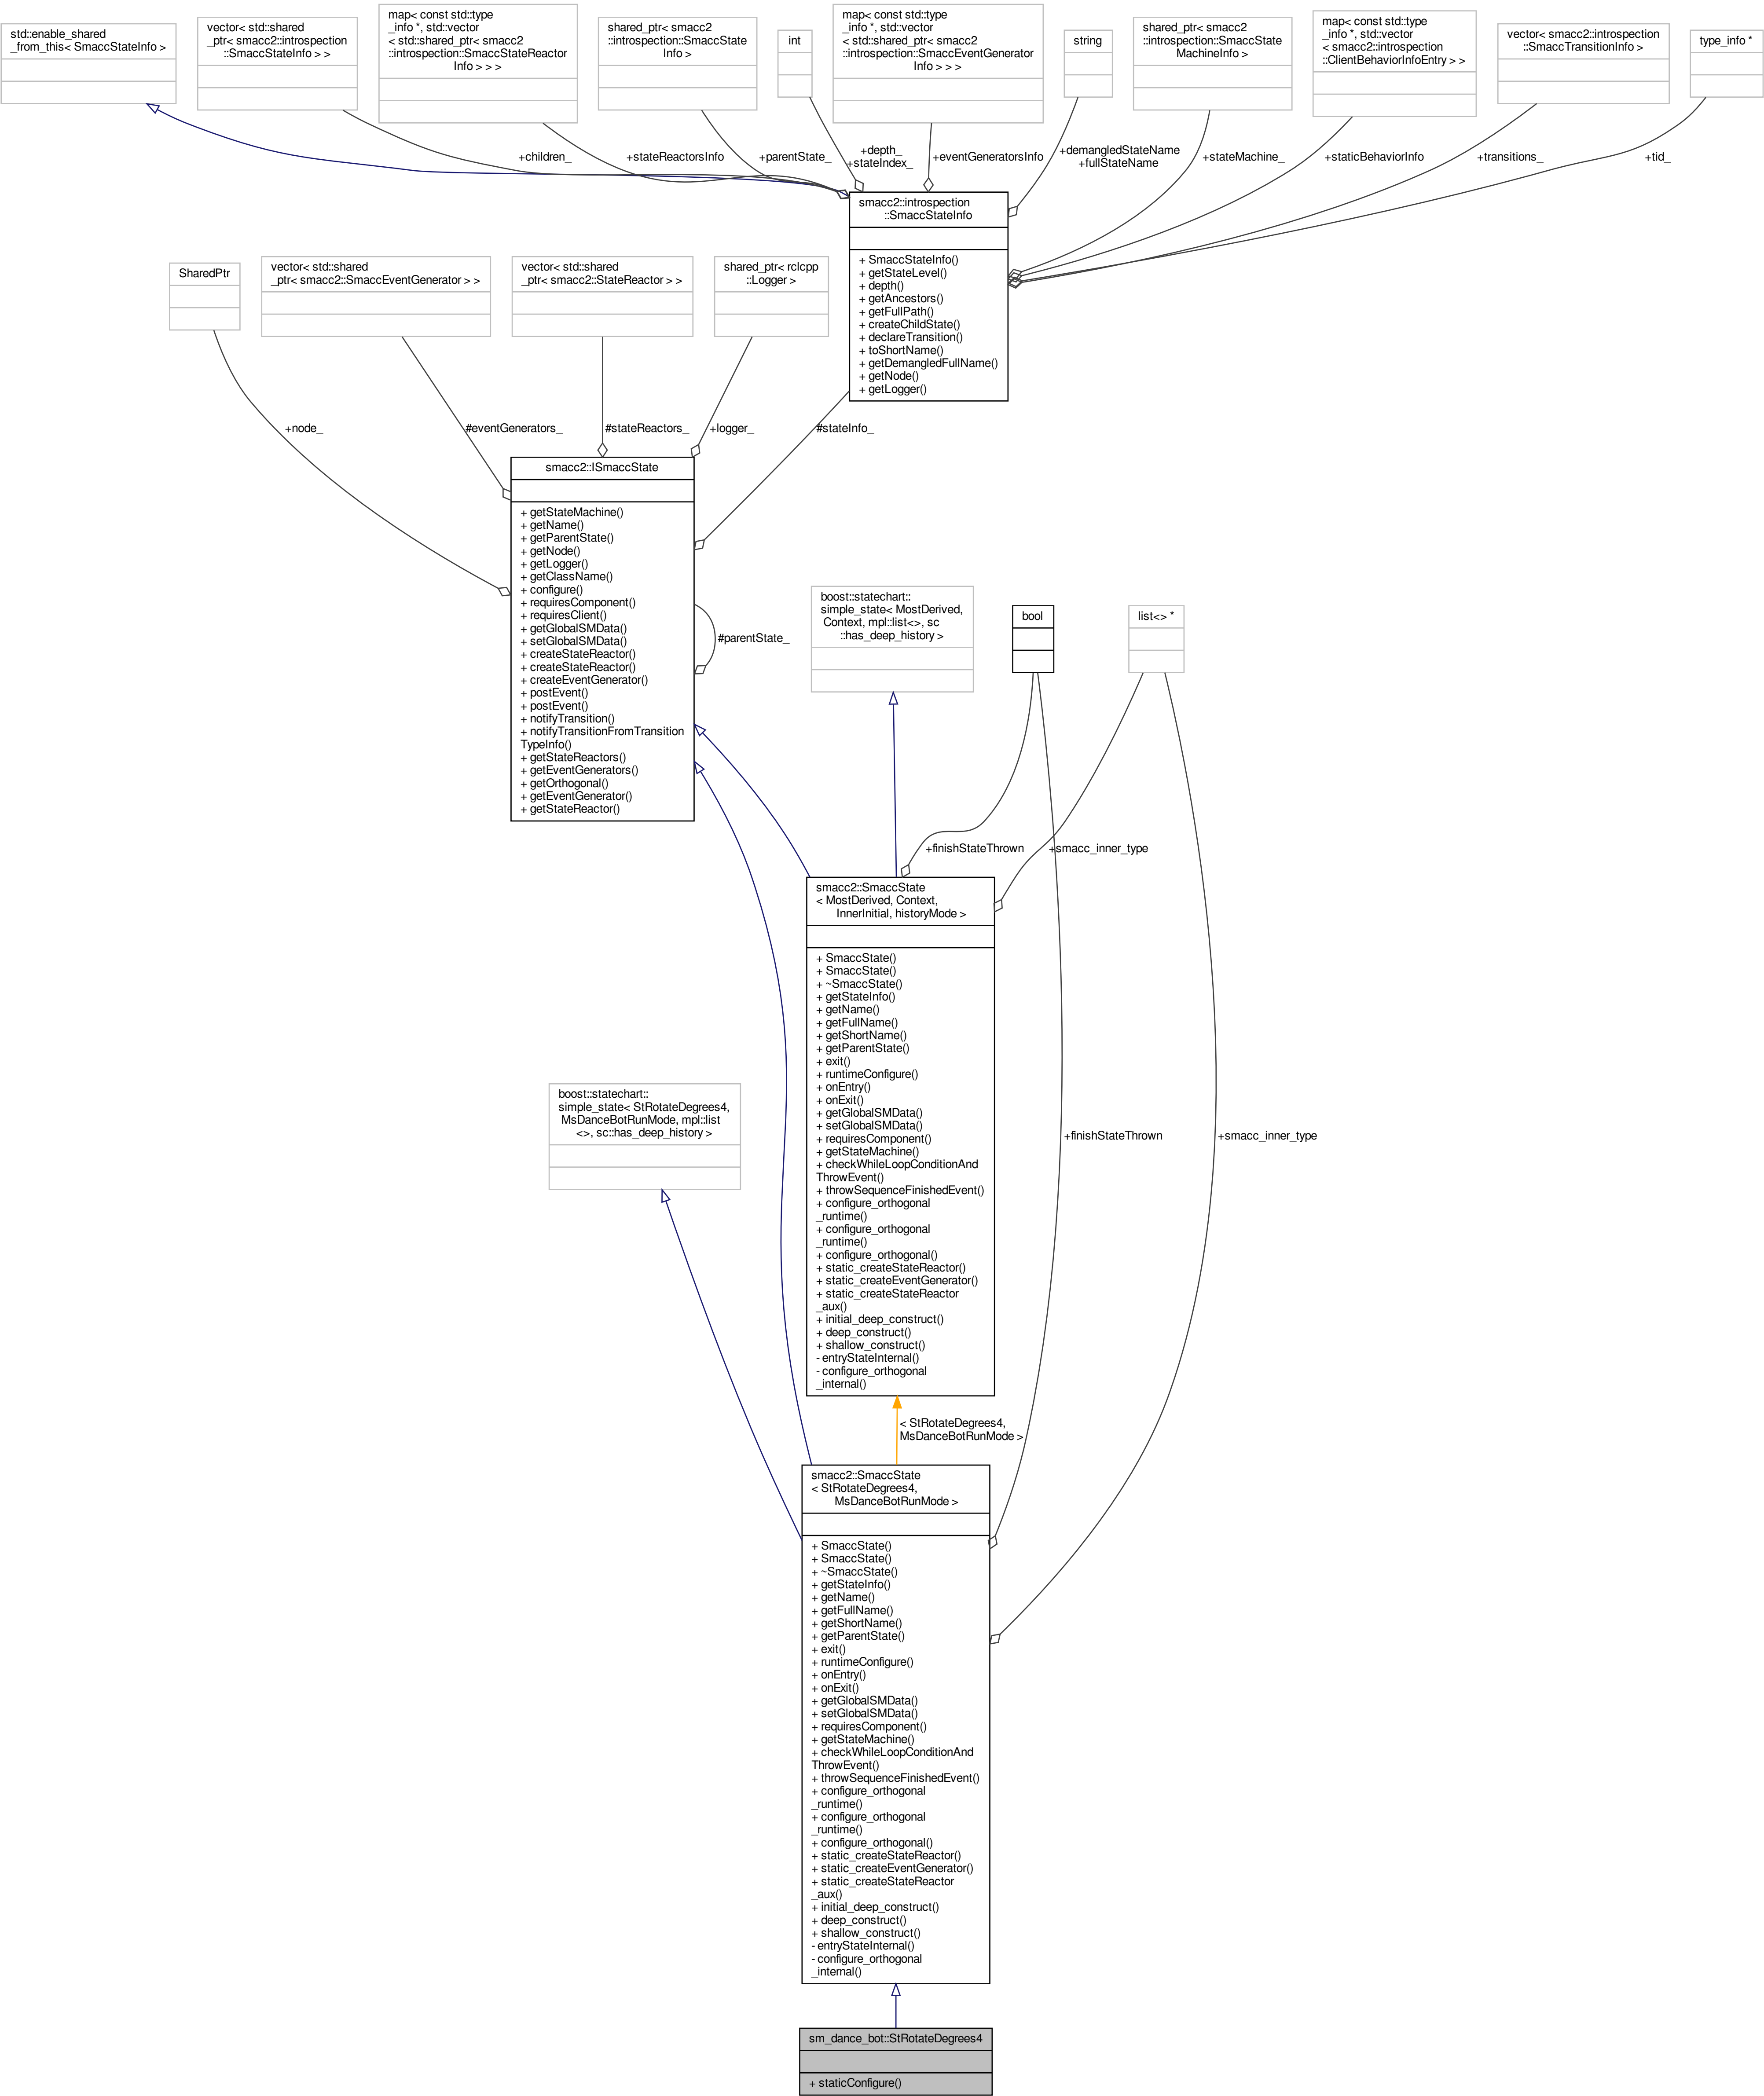 std::enable_shared
_from_this< SmaccStateInfo >
vector< std::shared
_ptr< smacc2::introspection
::SmaccStateInfo > >
map< const std::type
_info *, std::vector
< std::shared_ptr< smacc2
::introspection::SmaccStateReactor
Info > > >
shared_ptr< smacc2
::introspection::SmaccState
Info >
int
map< const std::type
_info *, std::vector
< std::shared_ptr< smacc2
::introspection::SmaccEventGenerator
Info > > >
string
shared_ptr< smacc2
::introspection::SmaccState
MachineInfo >
map< const std::type
_info *, std::vector
< smacc2::introspection
::ClientBehaviorInfoEntry > >
vector< smacc2::introspection
::SmaccTransitionInfo >
type_info *
+children_
+stateReactorsInfo
+parentState_
+depth_
+stateIndex_
+eventGeneratorsInfo
+demangledStateName
+fullStateName
+stateMachine_
+staticBehaviorInfo
+transitions_
+tid_
smacc2::introspection
::SmaccStateInfo
+ SmaccStateInfo()
+ getStateLevel()
+ depth()
+ getAncestors()
+ getFullPath()
+ createChildState()
+ declareTransition()
+ toShortName()
+ getDemangledFullName()
+ getNode()
+ getLogger()
SharedPtr
vector< std::shared
_ptr< smacc2::SmaccEventGenerator > >
vector< std::shared
_ptr< smacc2::StateReactor > >
shared_ptr< rclcpp
::Logger >
+node_
#eventGenerators_
#stateReactors_
+logger_
#stateInfo_
smacc2::ISmaccState
+ getStateMachine()
+ getName()
+ getParentState()
+ getNode()
+ getLogger()
+ getClassName()
+ configure()
+ requiresComponent()
+ requiresClient()
+ getGlobalSMData()
+ setGlobalSMData()
+ createStateReactor()
+ createStateReactor()
+ createEventGenerator()
+ postEvent()
+ postEvent()
+ notifyTransition()
+ notifyTransitionFromTransition
TypeInfo()
+ getStateReactors()
+ getEventGenerators()
+ getOrthogonal()
+ getEventGenerator()
+ getStateReactor()
#parentState_
boost::statechart::
simple_state< MostDerived,
Context, mpl::list<>, sc
::has_deep_history >
bool
list<> *
+finishStateThrown
+smacc_inner_type
smacc2::SmaccState
< MostDerived, Context,
InnerInitial, historyMode >
+ SmaccState()
+ SmaccState()
+ ~SmaccState()
+ getStateInfo()
+ getName()
+ getFullName()
+ getShortName()
+ getParentState()
+ exit()
+ runtimeConfigure()
+ onEntry()
+ onExit()
+ getGlobalSMData()
+ setGlobalSMData()
+ requiresComponent()
+ getStateMachine()
+ checkWhileLoopConditionAnd
ThrowEvent()
+ throwSequenceFinishedEvent()
+ configure_orthogonal
_runtime()
+ configure_orthogonal
_runtime()
+ configure_orthogonal()
+ static_createStateReactor()
+ static_createEventGenerator()
+ static_createStateReactor
_aux()
+ initial_deep_construct()
+ deep_construct()
+ shallow_construct()
- entryStateInternal()
- configure_orthogonal
_internal()
boost::statechart::
simple_state< StRotateDegrees4,
MsDanceBotRunMode, mpl::list
<>, sc::has_deep_history >
+finishStateThrown
+smacc_inner_type
< StRotateDegrees4,
MsDanceBotRunMode >
smacc2::SmaccState
< StRotateDegrees4,
MsDanceBotRunMode >
+ SmaccState()
+ SmaccState()
+ ~SmaccState()
+ getStateInfo()
+ getName()
+ getFullName()
+ getShortName()
+ getParentState()
+ exit()
+ runtimeConfigure()
+ onEntry()
+ onExit()
+ getGlobalSMData()
+ setGlobalSMData()
+ requiresComponent()
+ getStateMachine()
+ checkWhileLoopConditionAnd
ThrowEvent()
+ throwSequenceFinishedEvent()
+ configure_orthogonal
_runtime()
+ configure_orthogonal
_runtime()
+ configure_orthogonal()
+ static_createStateReactor()
+ static_createEventGenerator()
+ static_createStateReactor
_aux()
+ initial_deep_construct()
+ deep_construct()
+ shallow_construct()
- entryStateInternal()
- configure_orthogonal
_internal()
sm_dance_bot::StRotateDegrees4
+ staticConfigure()